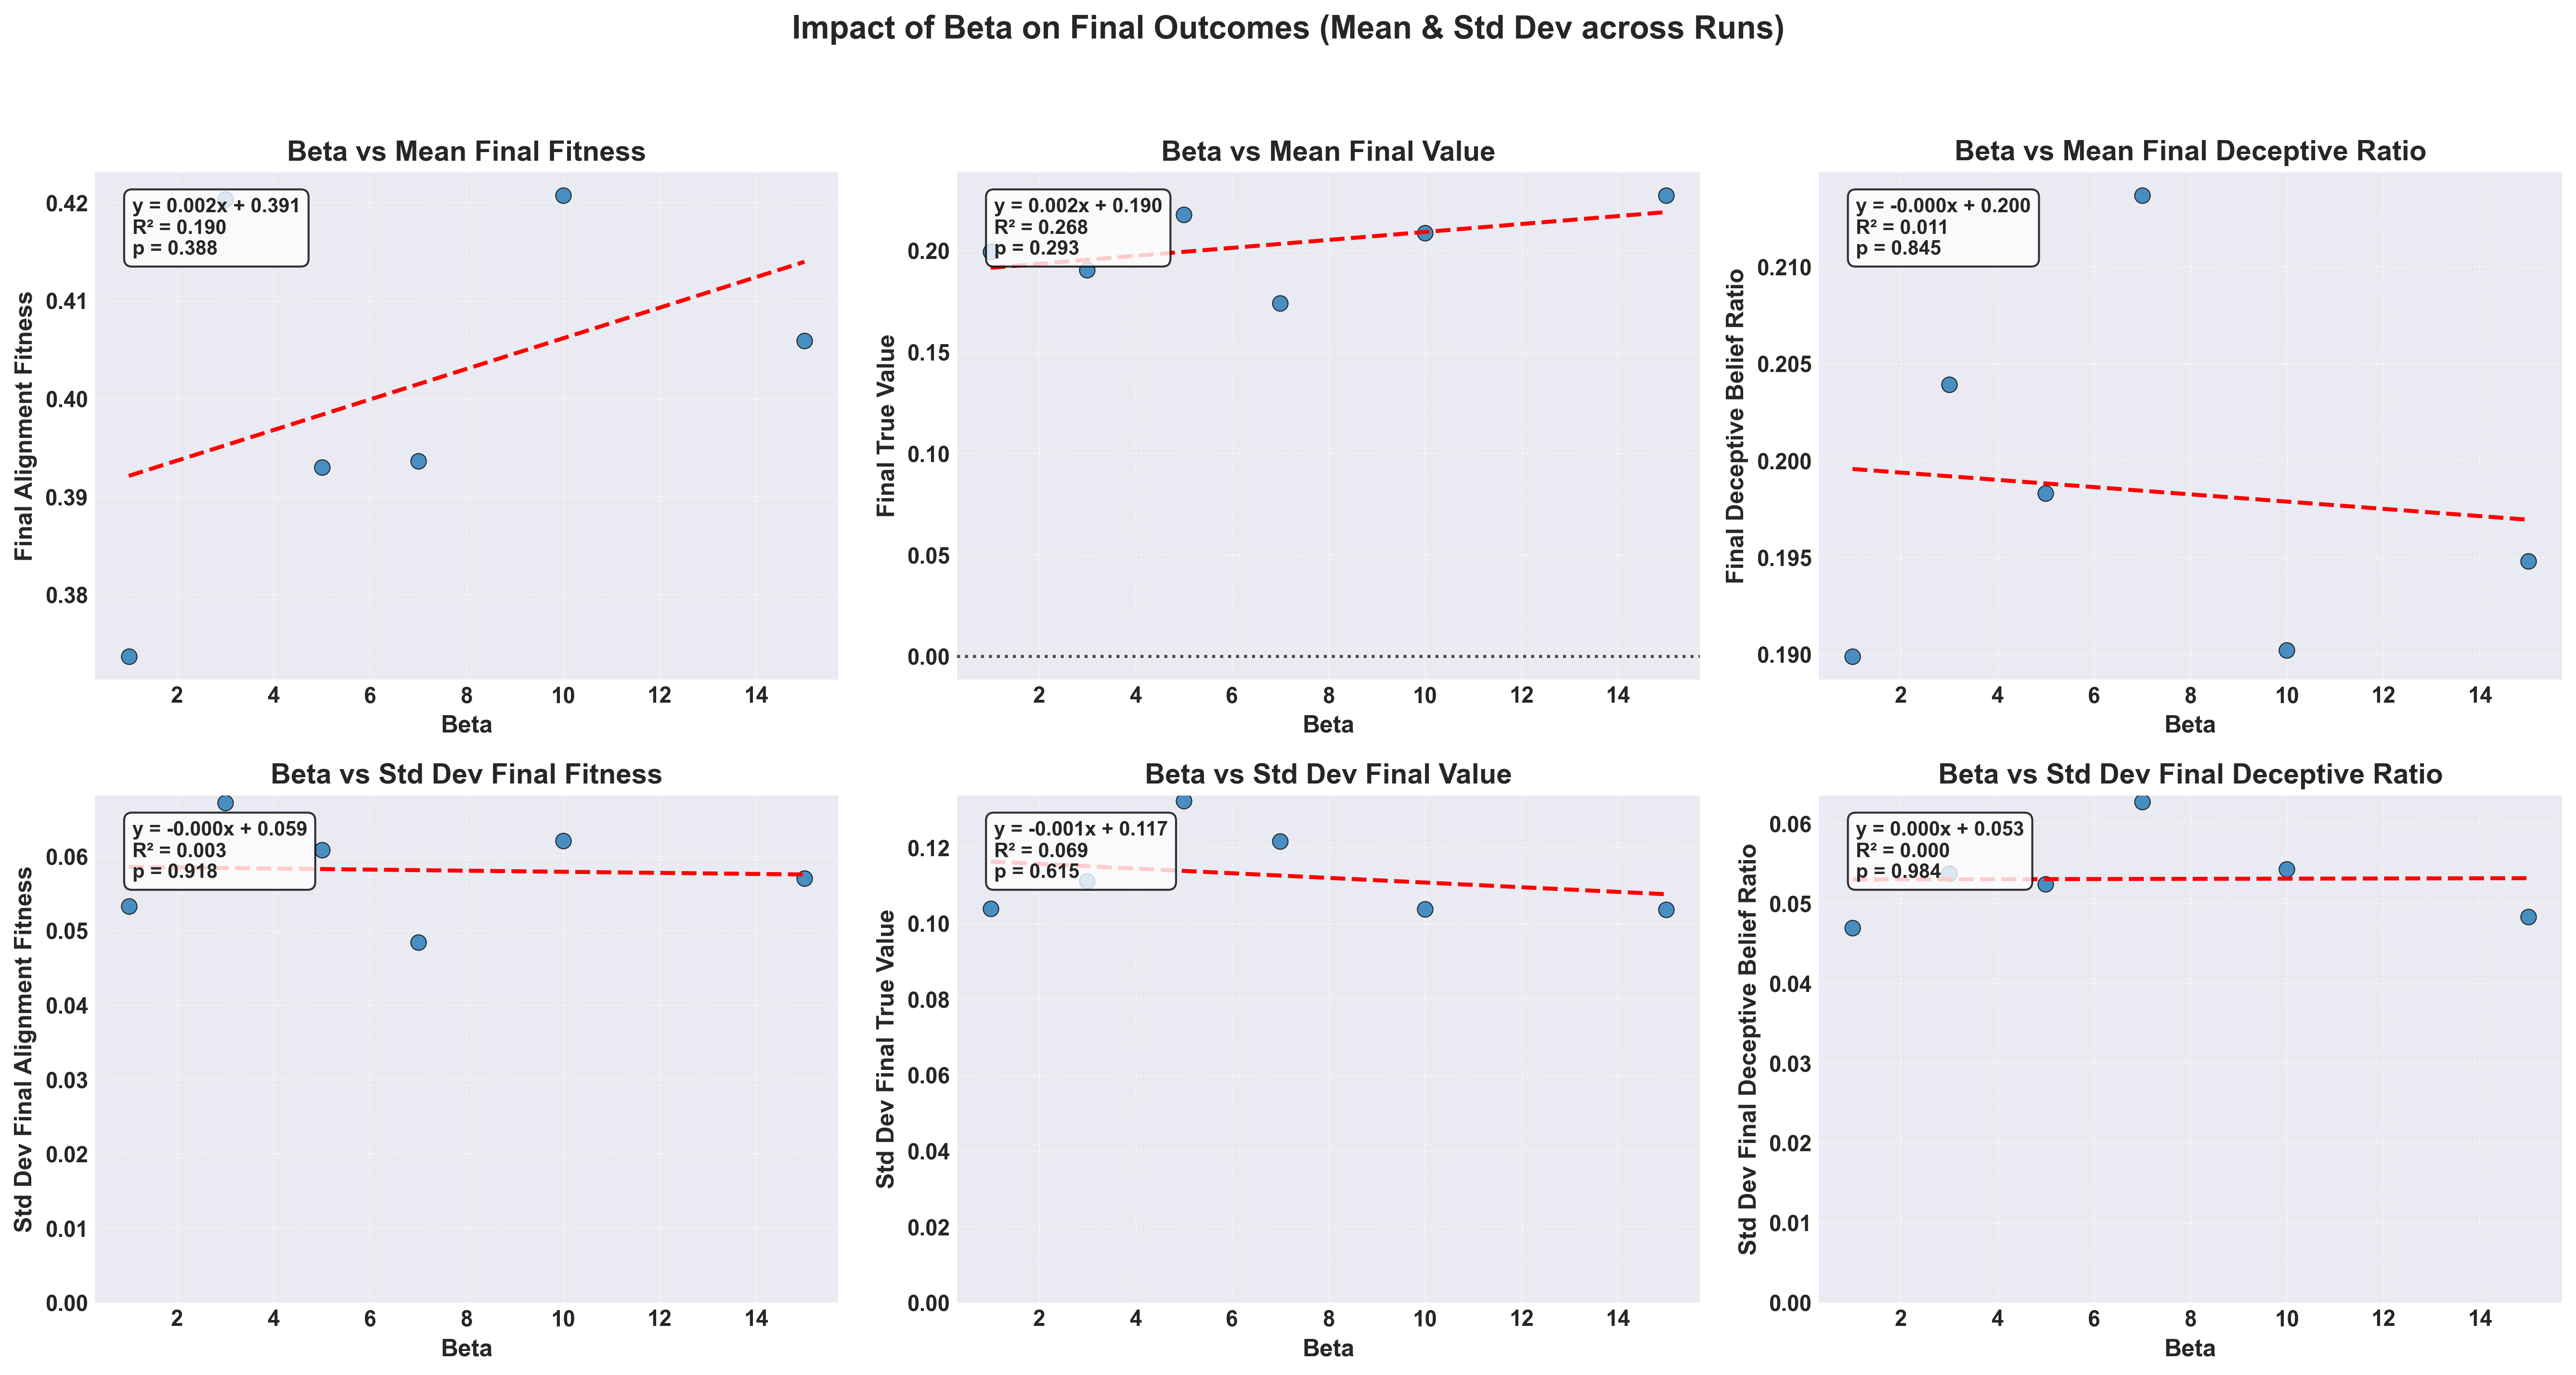 Impact of Beta on Final Outcomes (Mean & Std Dev across Runs)
Beta vs Mean Final Fitness
y = 0.002x + 0.391
R² = 0.190
p = 0.388
Final Alignment Fitness
0.42
0.41
0.40
0.39
0.38
2 4 6 8 10 12 14
Beta
Beta vs Mean Final Value
y = 0.002x + 0.190
R² = 0.268
p = 0.293
Final True Value
0.20
0.15
0.10
0.05
0.00
2 4 6 8 10 12 14
Beta
Beta vs Mean Final Deceptive Ratio
y = -0.000x + 0.200
R² = 0.011
p = 0.845
Final Deceptive Belief Ratio
0.210
0.205
0.200
0.195
0.190
2 4 6 8 10 12 14
Beta
Beta vs Std Dev Final Fitness
y = -0.000x + 0.059
R² = 0.003
p = 0.918
Std Dev Final Alignment Fitness
0.06
0.05
0.04
0.03
0.02
0.01
0.00
2 4 6 8 10 12 14
Beta
Beta vs Std Dev Final Value
y = -0.001x + 0.117
R² = 0.069
p = 0.615
Std Dev Final True Value
0.12
0.10
0.08
0.06
0.04
0.02
0.00
2 4 6 8 10 12 14
Beta
Beta vs Std Dev Final Deceptive Ratio
y = 0.000x + 0.053
R² = 0.000
p = 0.984
Std Dev Final Deceptive Belief Ratio
0.06
0.05
0.04
0.03
0.02
0.01
0.00
2 4 6 8 10 12 14
Beta